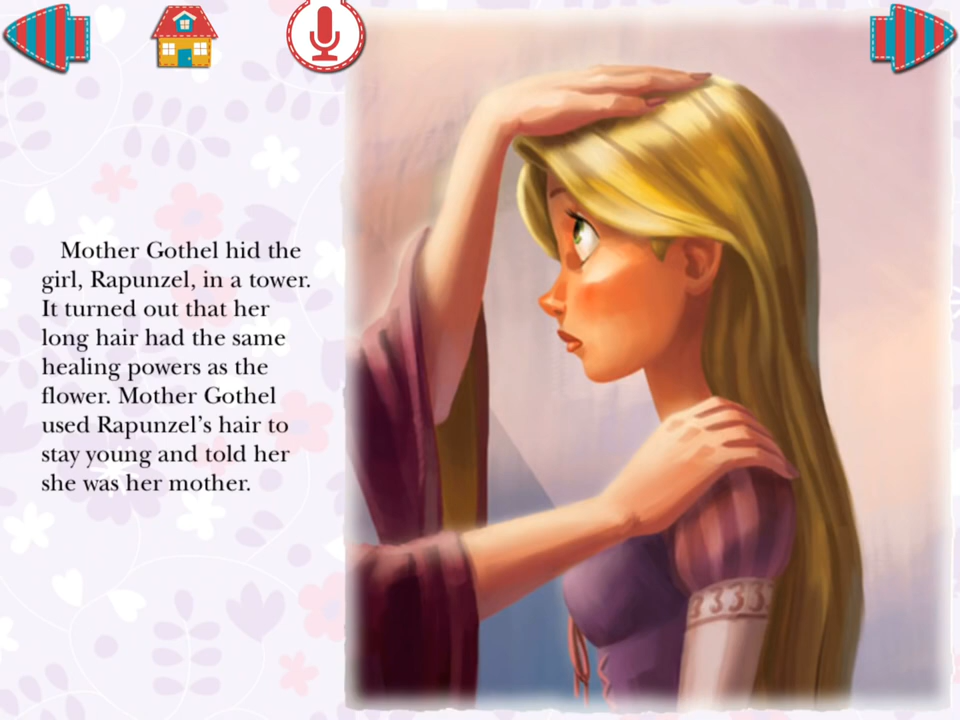 Mother Gothel hid the
girl, Rapunzel, in a tower.
It turned out that her
long hair had the same
healing powers as the
flower. Mother Gothel
used Rapunzel’s hair to
stay young and told her
she was her mother.